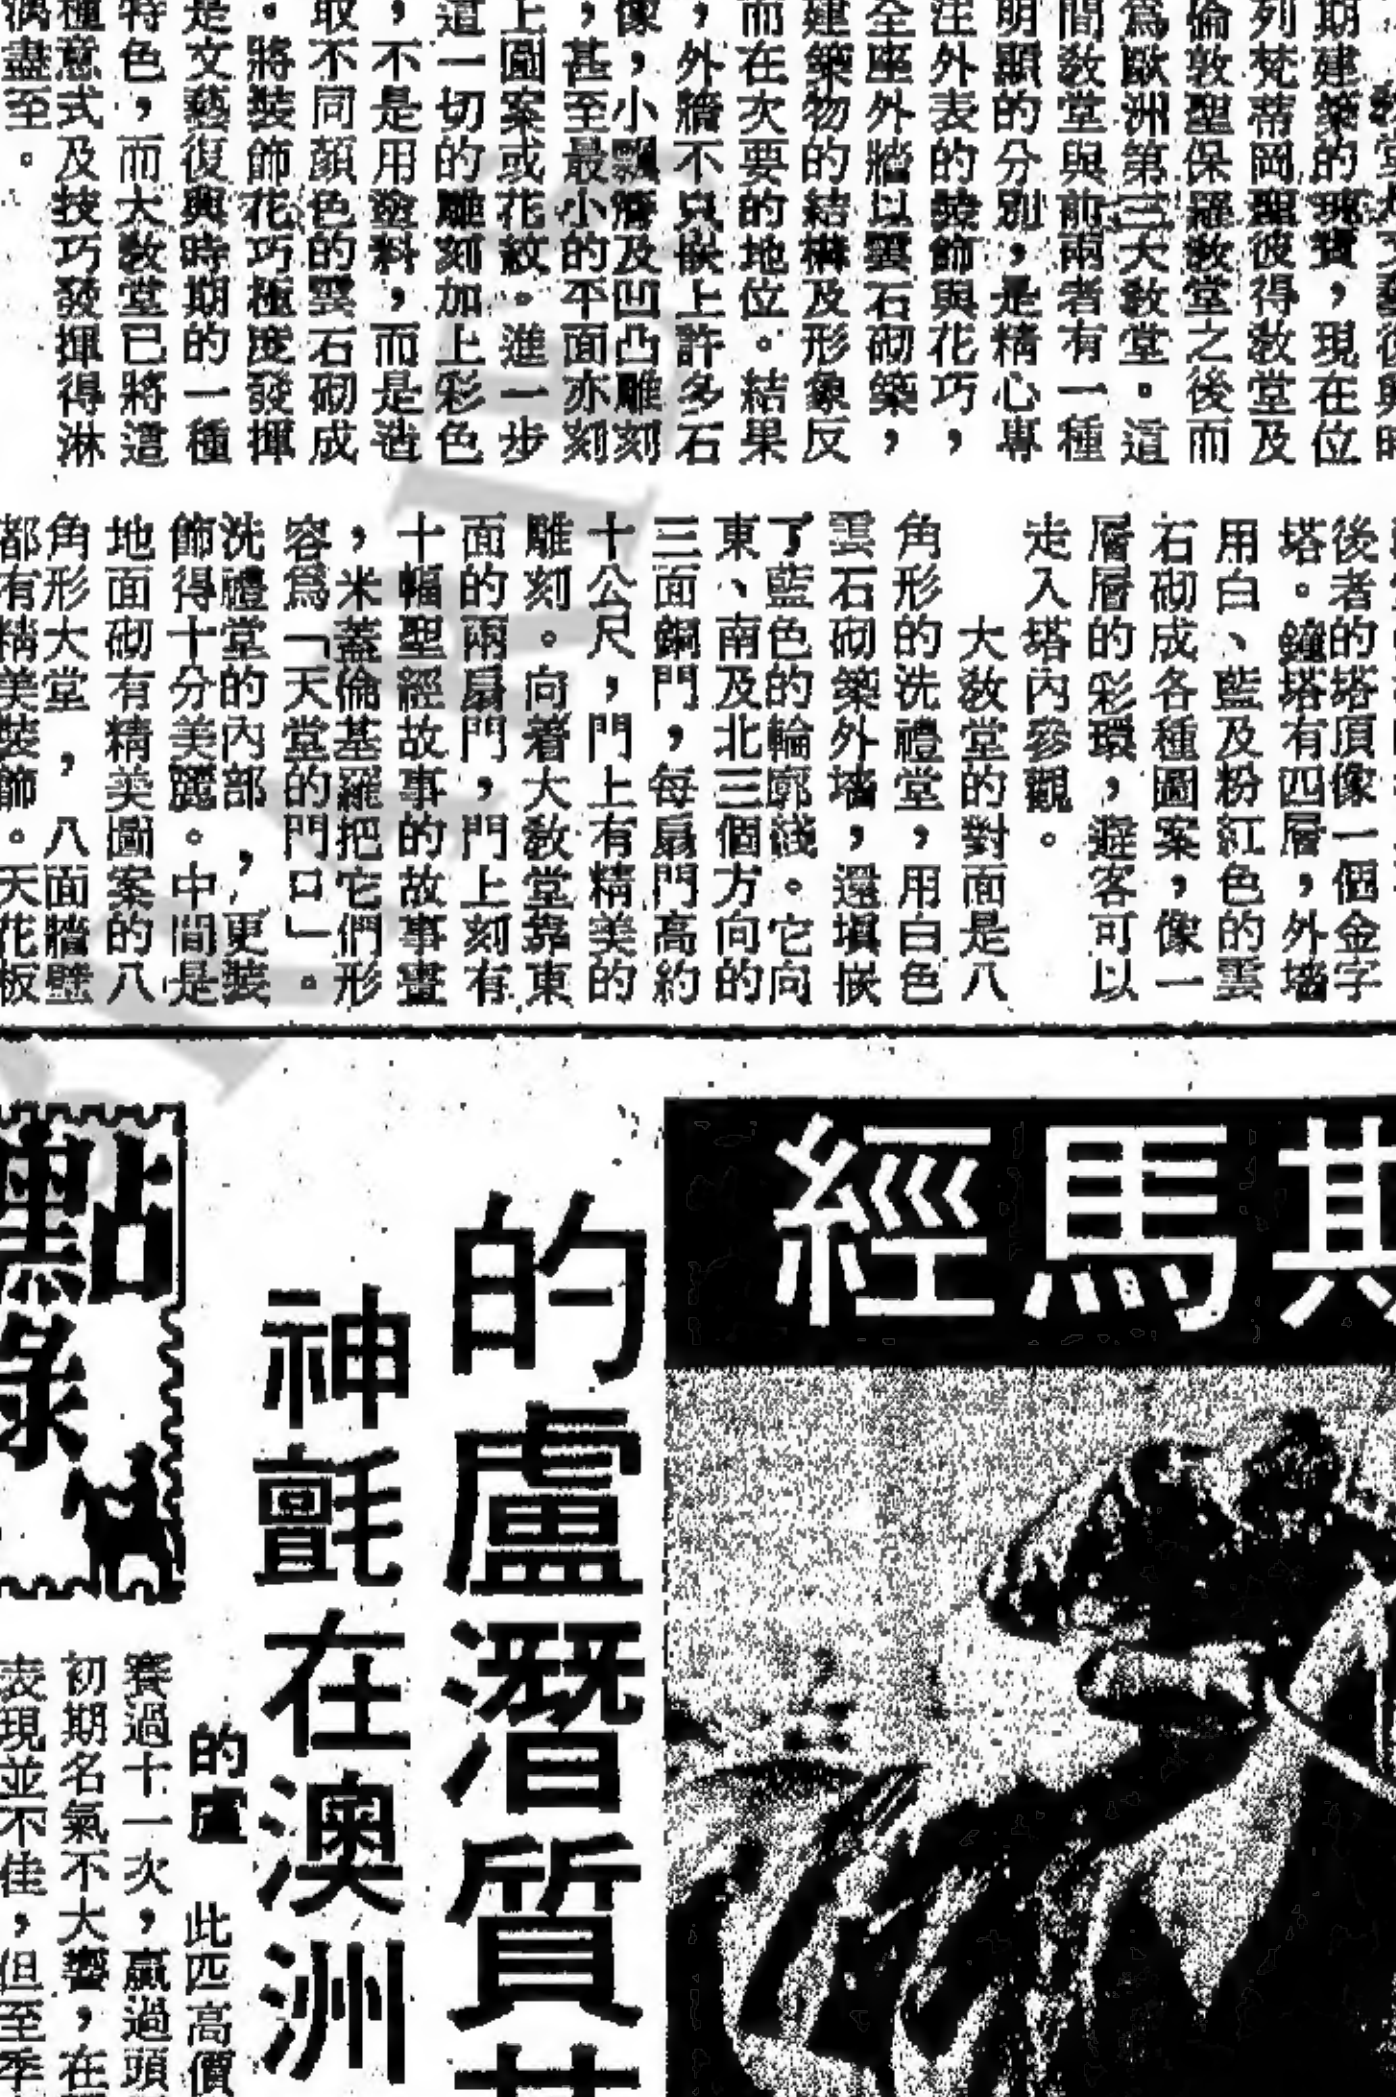 期建築的瑰寶，現在位
列梵蒂岡聖彼得教堂及
倫敦聖保羅教堂之後而
爲歐洲第三大教堂。這
間教堂與前兩者有一種
明顯的分別，是精心專
注外表的裝飾與花巧，
全座外牆以雲石砌築，
建築物的結構及形象反
而在次要的地位。結果
，外牆不只嵌上許多石
像，小飄簷及凹凸雕刻
，甚至最小的平面亦刻
上圖案或花紋。進一步
這一切的雕刻加上彩色
，不是用塗料，而是造
取不同顏色的雲石砌成
。將裝飾花巧極度發揮
是文藝復興時期的一種
特色，而大教堂已將這
種意式及技巧發揮得淋
漓盡至。
後者的塔頂像一個金字
塔。鐘塔有四層，外墻
用白、藍及粉紅色的雲
石砌成各種圖案，像一
層層的彩環，遊客可以
走入塔內參觀。
大教堂的對面是八
角形的洗禮堂，用白色
雲石砌築外墻，還填嵌
了藍色的輪廓淺。它向
東、南及北三個方向的
三面銅門，每扇門高約
十公尺，門上有精美的
雕刻。向着大教堂靠東
面的兩扇門，門上刻有
十幅聖經故事的故事畫
，米蓋倫基羅把它們形
容爲「天堂的門口」。
洗禮堂的內部，更裝
飾得十分美麗。中間是
地面砌有精美圖案的八
角形大堂，八面牆壁
都有精美裝飾。天花板
經馬
的盧潛質
神氈在澳洲
點
錄
的盧 此匹高價
賽過十一次，贏過頭
初期名氣不大響，在
表現並不佳，但至季